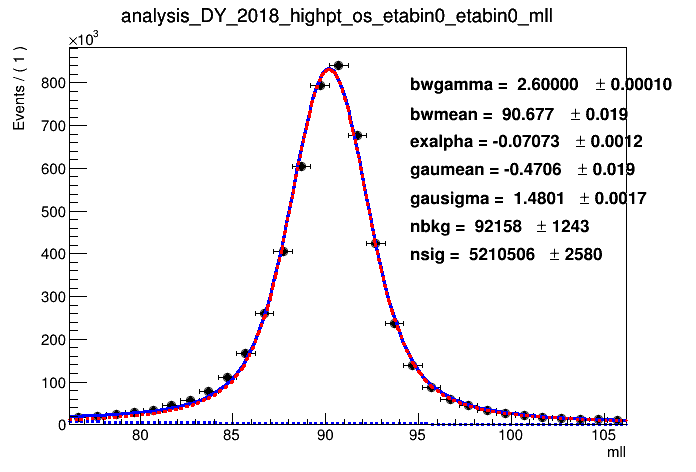 analysis_DY_2018_highpt_os_etabin0_etabin0_mll
×10³
Events / ( 1 )
800
700
600
500
400
300
200
100
0
bwgamma = 2.60000 ± 0.00010
bwmean = 90.677 ± 0.019
exalpha = -0.07073 ± 0.0012
gaumean = -0.4706 ± 0.019
gausigma = 1.4801 ± 0.0017
nbkg = 92158 ± 1243
nsig = 5210506 ± 2580
80 85 90 95 100 105
mll